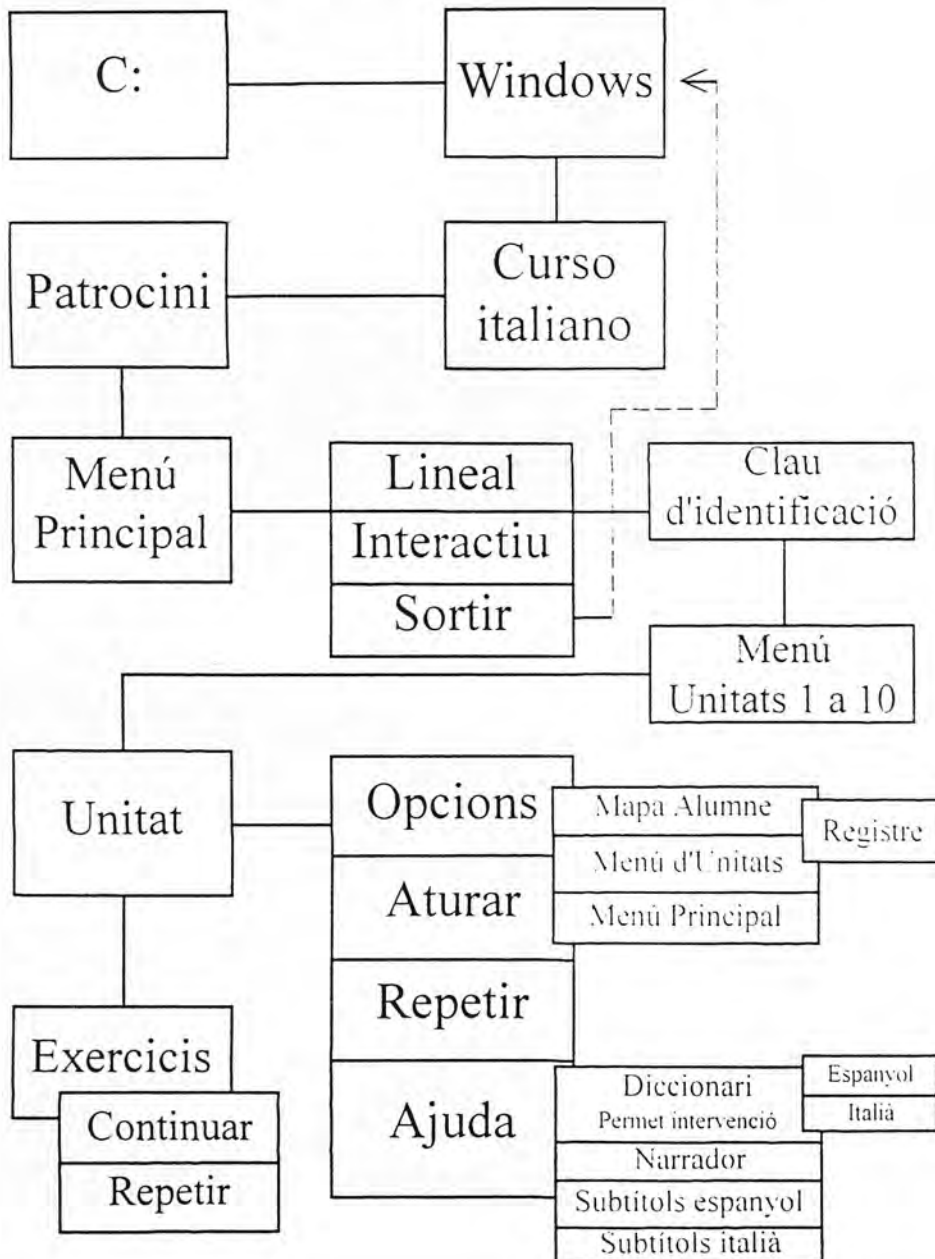 C:
Windows
Patrocini
Curso
italiano
Menú
Principal
Lineal
Interactiu
Sortir
Clau
d'identificació
Menú
Unitats 1 a 10
Unitat
Opcions
Aturar
Repetir
Ajuda
Mapa Alumne
Menú d'Unitats
Menú Principal
Registre
Exercicis
Continuar
Repetir
Diccionari
Permet intervenció
Narrador
Subtítols espanyol
Subtítols italià
Espanyol
Italià